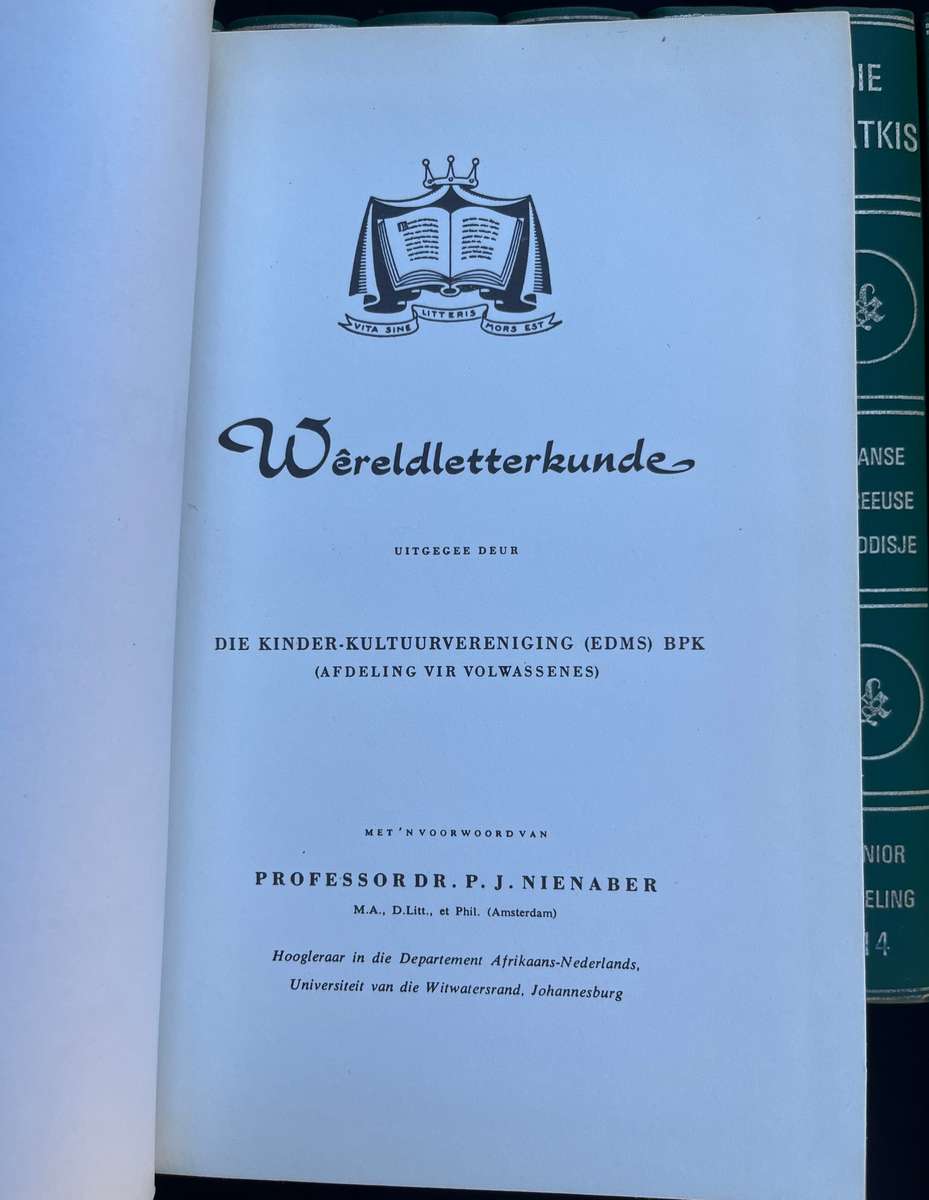 VITA SINE LITTERIS MORS EST
Wêreldletterkunde
UITGEGEE DEUR
DIE KINDER-KULTUURVERENIGING (EDMS) BPK
(AFDELING VIR VOLWASSENES)
MET 'N VOORWOORD VAN
PROFESSOR DR. P. J. NIENABER
M.A., D.Litt., et Phil. (Amsterdam)
Hoogleraar in die Departement Afrikaans-Nederlands,
Universiteit van die Witwatersrand, Johannesburg
IE
TKIS
ANSE
EEUSE
ODISJE
NIOR
ELING
14